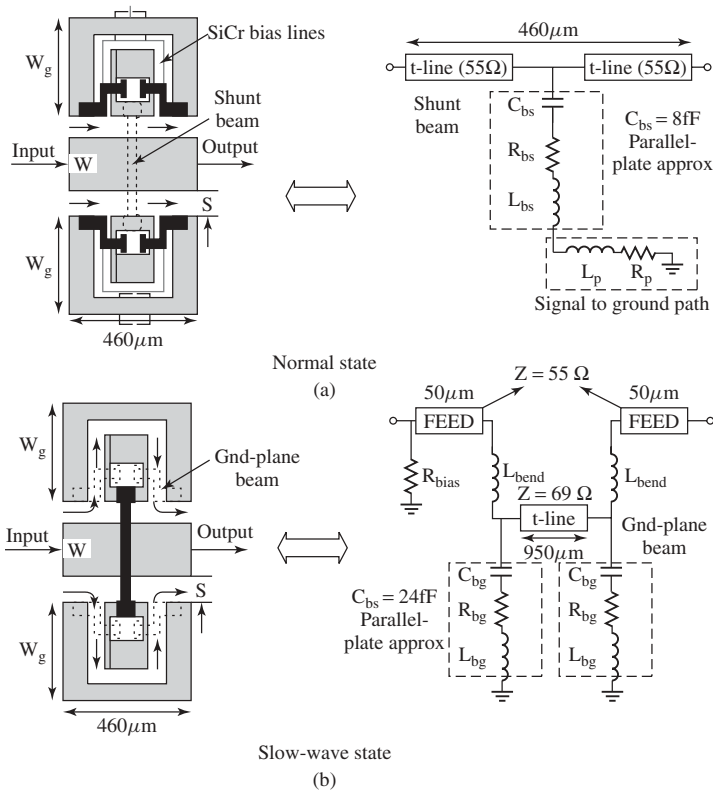 SiCr bias lines
W_g
Shunt
beam
Input
W
Output
S
W_g
460μm
460μm
t-line (55Ω)
t-line (55Ω)
Shunt
beam
C_bs
R_bs
L_bs
C_bs = 8fF
Parallel-
plate approx
L_p
R_p
Signal to ground path
Normal state
(a)
W_g
Gnd-plane
beam
Input
W
Output
S
W_g
460μm
50μm
Z = 55 Ω
50μm
FEED
FEED
R_bias
L_bend
L_bend
Z = 69 Ω
t-line
950μm
Gnd-plane
beam
C_bs = 24fF
Parallel-
plate approx
C_bg
R_bg
L_bg
C_bg
R_bg
L_bg
Slow-wave state
(b)